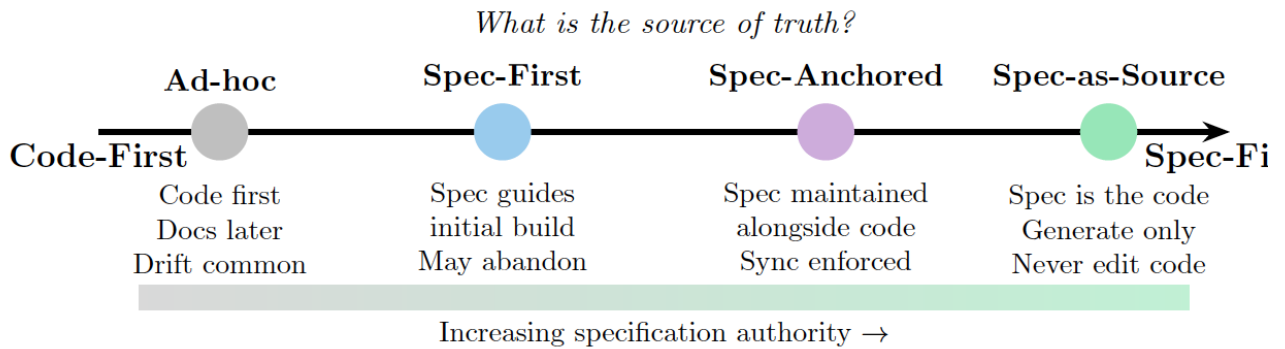 What is the source of truth?
Ad-hoc
Spec-First
Spec-Anchored
Spec-as-Source
Code-First
Spec-Fi
Code first
Docs later
Drift common
Spec guides
initial build
May abandon
Spec maintained
alongside code
Sync enforced
Spec is the code
Generate only
Never edit code
Increasing specification authority →